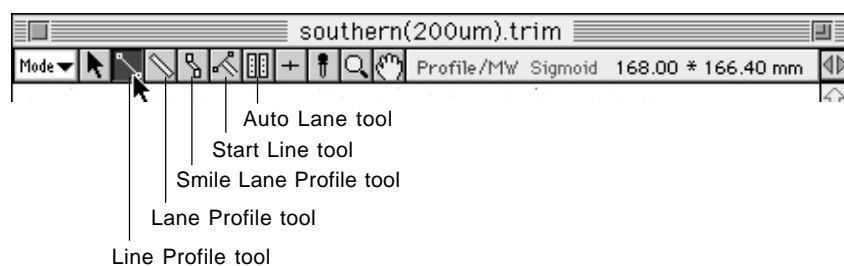 southern(200um).trim
Mode Profile/MW Sigmoid 168.00 * 166.40 mm
Auto Lane tool
Start Line tool
Smile Lane Profile tool
Lane Profile tool
Line Profile tool